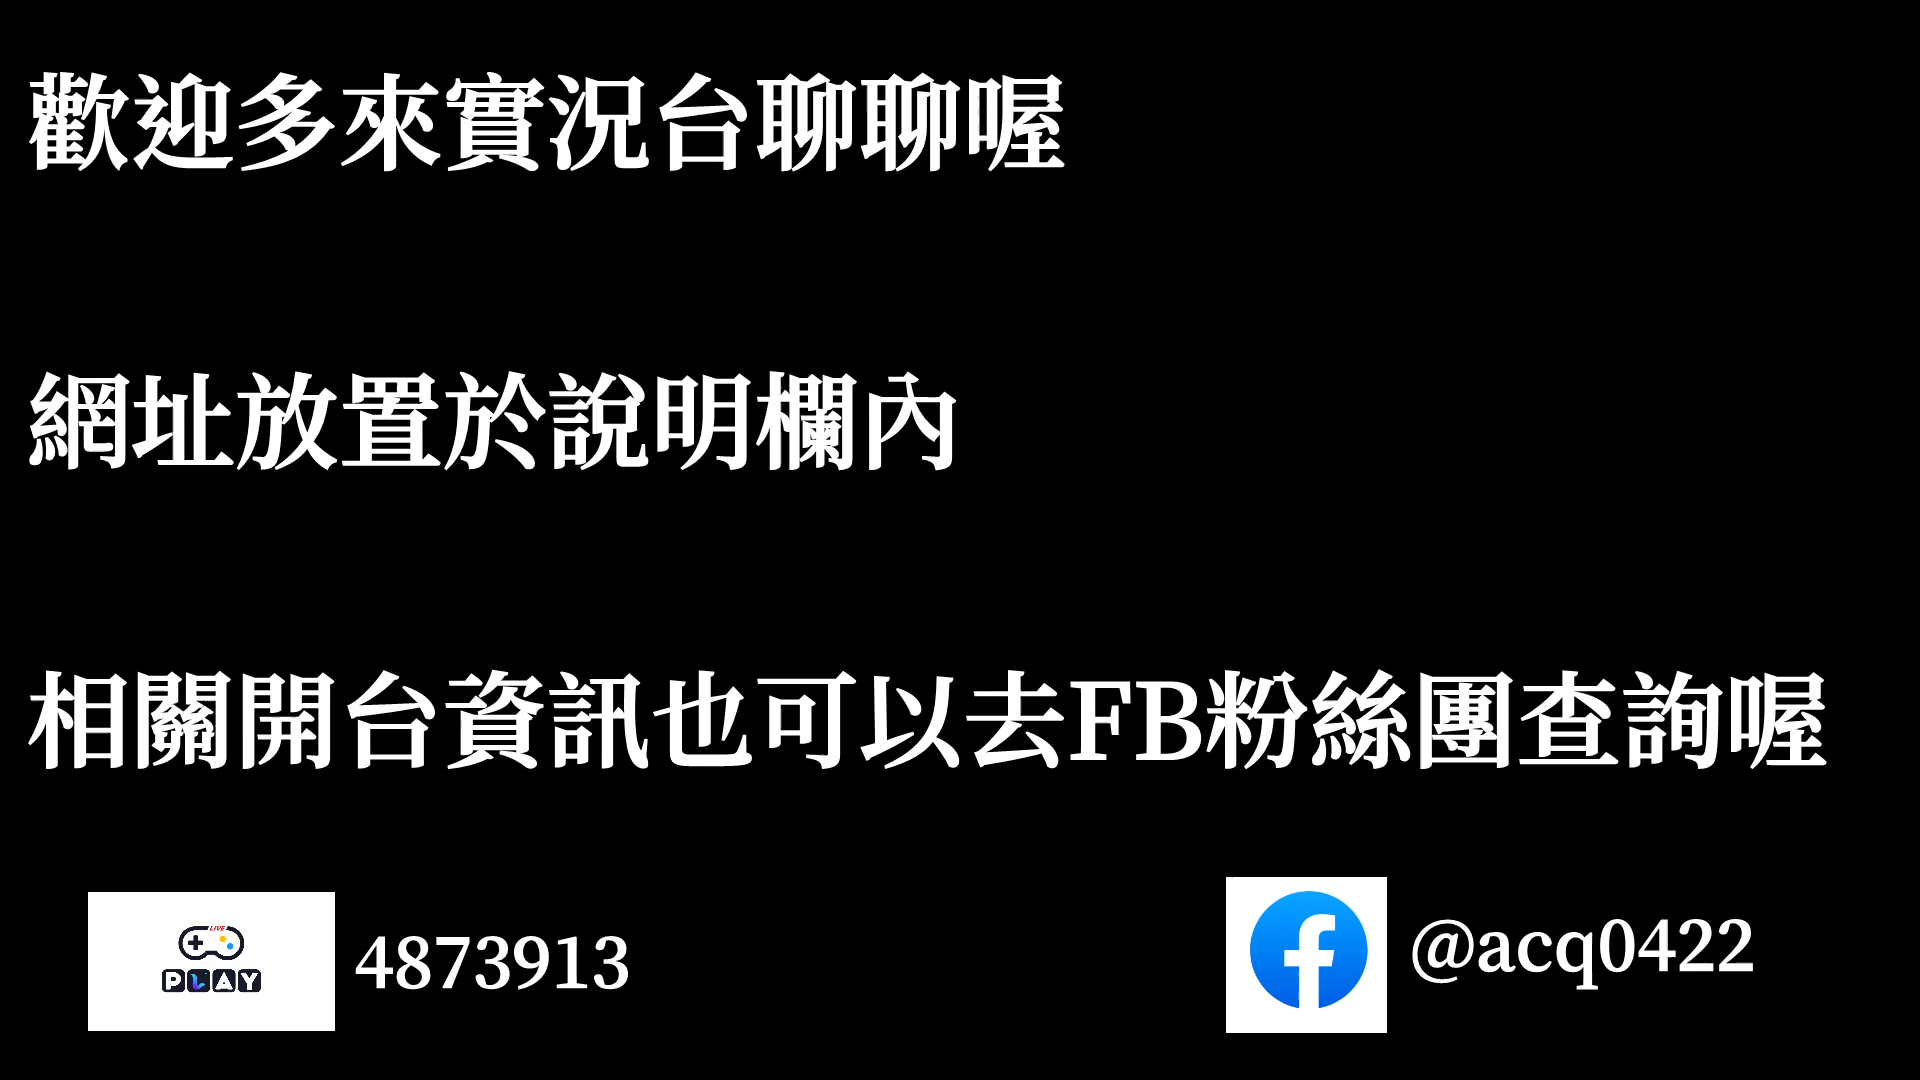 歡迎多來實況台聊聊喔
網址放置於說明欄內
相關開台資訊也可以去FB粉絲團查詢喔
LIVE
PLAY
4873913
@acq0422